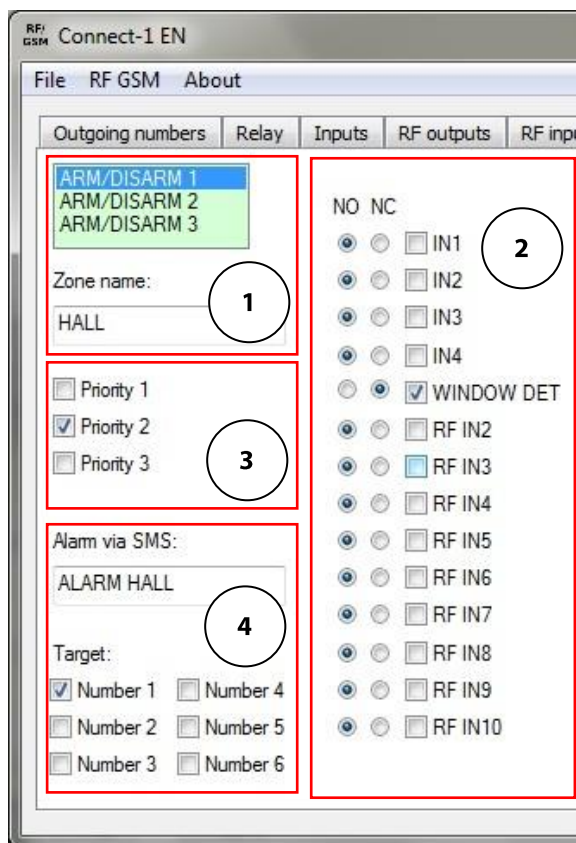 RF/GSM Connect-1 EN
File RF GSM About
Outgoing numbers Relay Inputs RF outputs RF inp
ARM/DISARM 1
ARM/DISARM 2
ARM/DISARM 3
Zone name:
HALL
1
Priority 1
Priority 2
Priority 3
3
Alarm via SMS:
ALARM HALL
4
Target:
Number 1 Number 4
Number 2 Number 5
Number 3 Number 6
NO NC
IN1
2
IN2
IN3
IN4
WINDOW DET
RF IN2
RF IN3
RF IN4
RF IN5
RF IN6
RF IN7
RF IN8
RF IN9
RF IN10